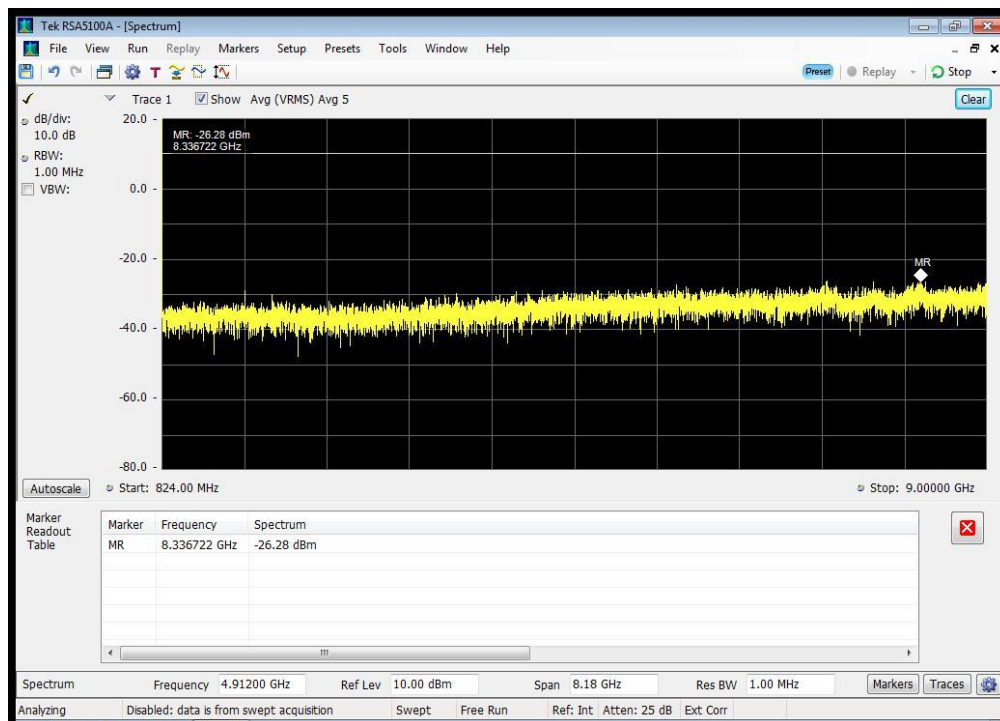 Tek RSA5100A - [Spectrum]
File View Run Replay Markers Setup Presets Tools Window Help
T Preset Replay Stop
Trace 1 Show Avg (VRMS) Avg 5 Clear
dB/div:
10.0 dB
RBW:
1.00 MHz
VBW:
20.0
0.0
-20.0
-40.0
-60.0
-80.0
MR: -26.28 dBm
8.336722 GHz
MR
Autoscale Start: 824.00 MHz Stop: 9.00000 GHz
Marker
Readout
Table
Marker Frequency Spectrum
MR 8.336722 GHz -26.28 dBm
Spectrum Frequency 4.91200 GHz Ref Lev 10.00 dBm Span 8.18 GHz Res BW 1.00 MHz Markers Traces
Analyzing Disabled: data is from swept acquisition Swept Free Run Ref: Int Atten: 25 dB Ext Corr